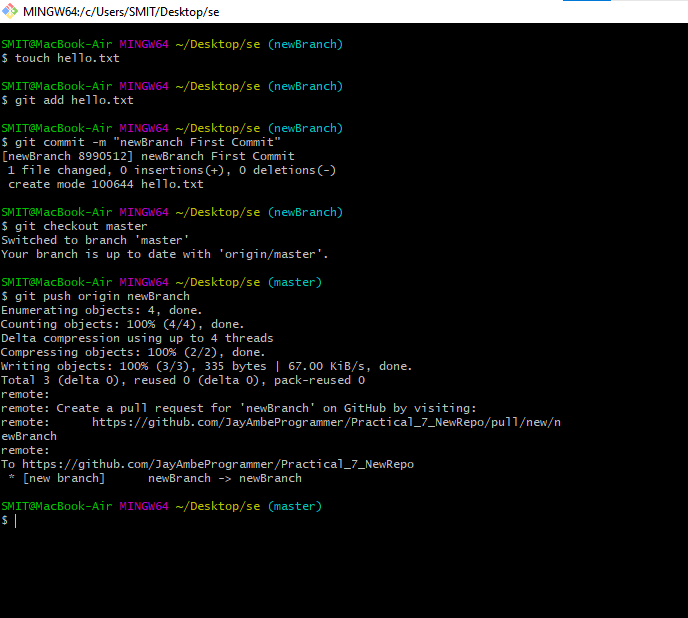 MINGW64:/c/Users/SMIT/Desktop/se
SMIT@MacBook-Air MINGW64 ~/Desktop/se (newBranch)
$ touch hello.txt
SMIT@MacBook-Air MINGW64 ~/Desktop/se (newBranch)
$ git add hello.txt
SMIT@MacBook-Air MINGW64 ~/Desktop/se (newBranch)
$ git commit -m "newBranch First Commit"
[newBranch 8990512] newBranch First Commit
 1 file changed, 0 insertions(+), 0 deletions(-)
 create mode 100644 hello.txt
SMIT@MacBook-Air MINGW64 ~/Desktop/se (newBranch)
$ git checkout master
Switched to branch 'master'
Your branch is up to date with 'origin/master'.
SMIT@MacBook-Air MINGW64 ~/Desktop/se (master)
$ git push origin newBranch
Enumerating objects: 4, done.
Counting objects: 100% (4/4), done.
Delta compression using up to 4 threads
Compressing objects: 100% (2/2), done.
Writing objects: 100% (3/3), 335 bytes | 67.00 KiB/s, done.
Total 3 (delta 0), reused 0 (delta 0), pack-reused 0
remote:
remote: Create a pull request for 'newBranch' on GitHub by visiting:
remote:      https://github.com/JayAmbeProgrammer/Practical_7_NewRepo/pull/new/n
ewBranch
remote:
To https://github.com/JayAmbeProgrammer/Practical_7_NewRepo
 * [new branch]      newBranch -> newBranch
SMIT@MacBook-Air MINGW64 ~/Desktop/se (master)
$